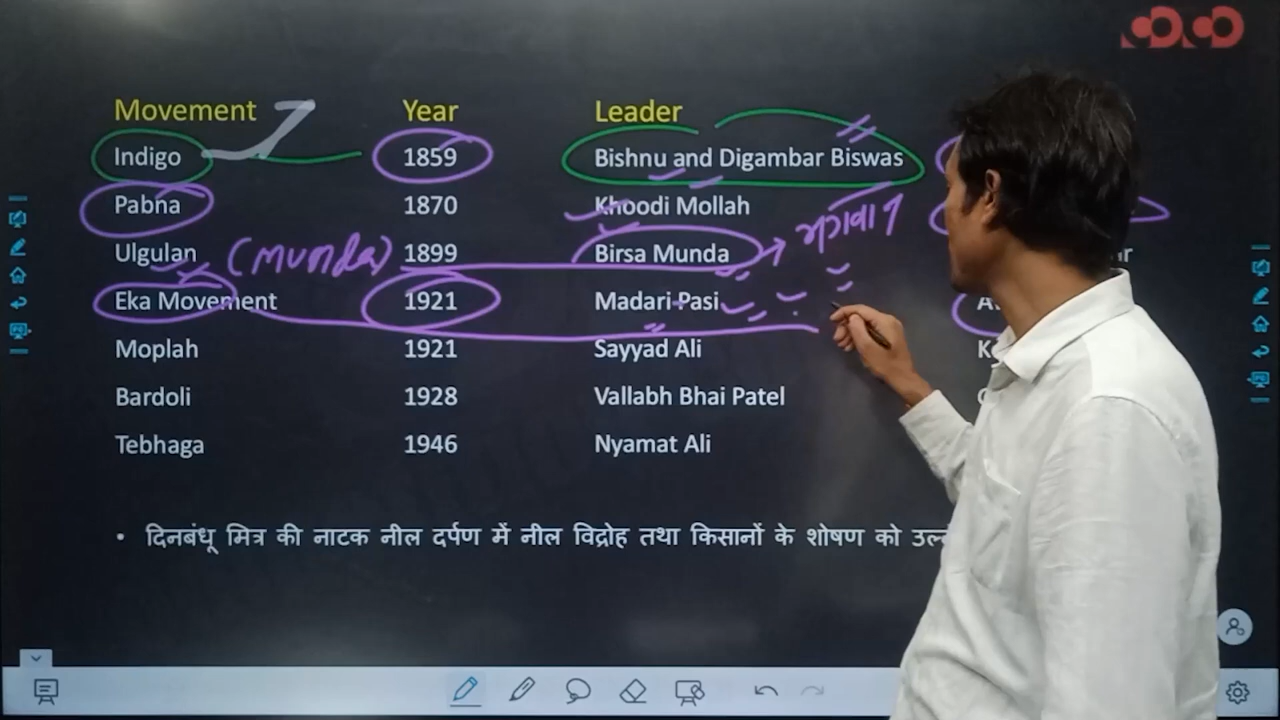 Movement Year Leader
Indigo 1859 Bishnu and Digambar Biswas
Pabna 1870 Khoodi Mollah
Ulgulan (Munda) 1899 Birsa Munda भगवान
Eka Movement 1921 Madari Pasi
Moplah 1921 Sayyad Ali
Bardoli 1928 Vallabh Bhai Patel
Tebhaga 1946 Nyamat Ali
• दिनबंधू मित्र की नाटक नील दर्पण में नील विद्रोह तथा किसानों के शोषण को